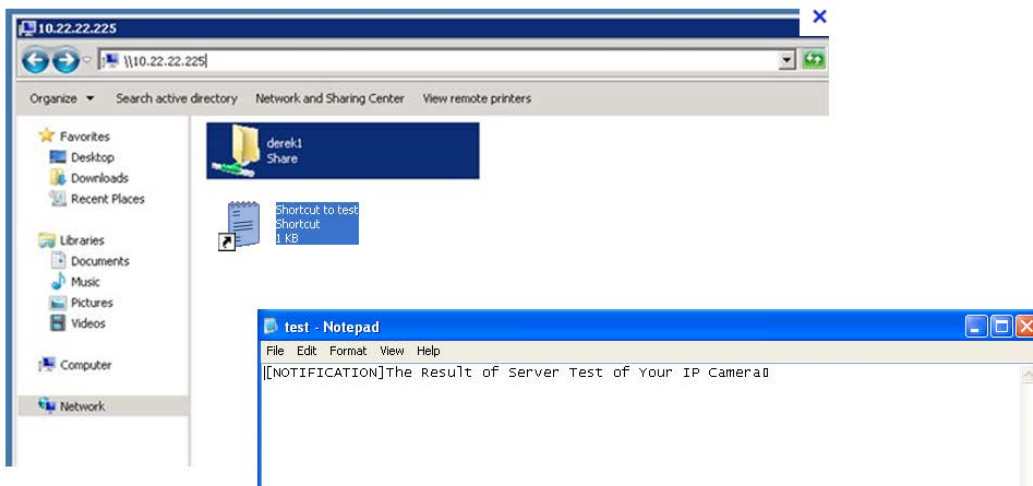 10.22.22.225
\\10.22.22.225
Organize Search active directory Network and Sharing Center View remote printers
Favorites
Desktop
Downloads
Recent Places
Libraries
Documents
Music
Pictures
Videos
Computer
Network
derek1
Share
Shortcut to test
Shortcut
1 KB
test - Notepad
File Edit Format View Help
[NOTIFICATION]The Result of Server Test of Your IP Camera▯